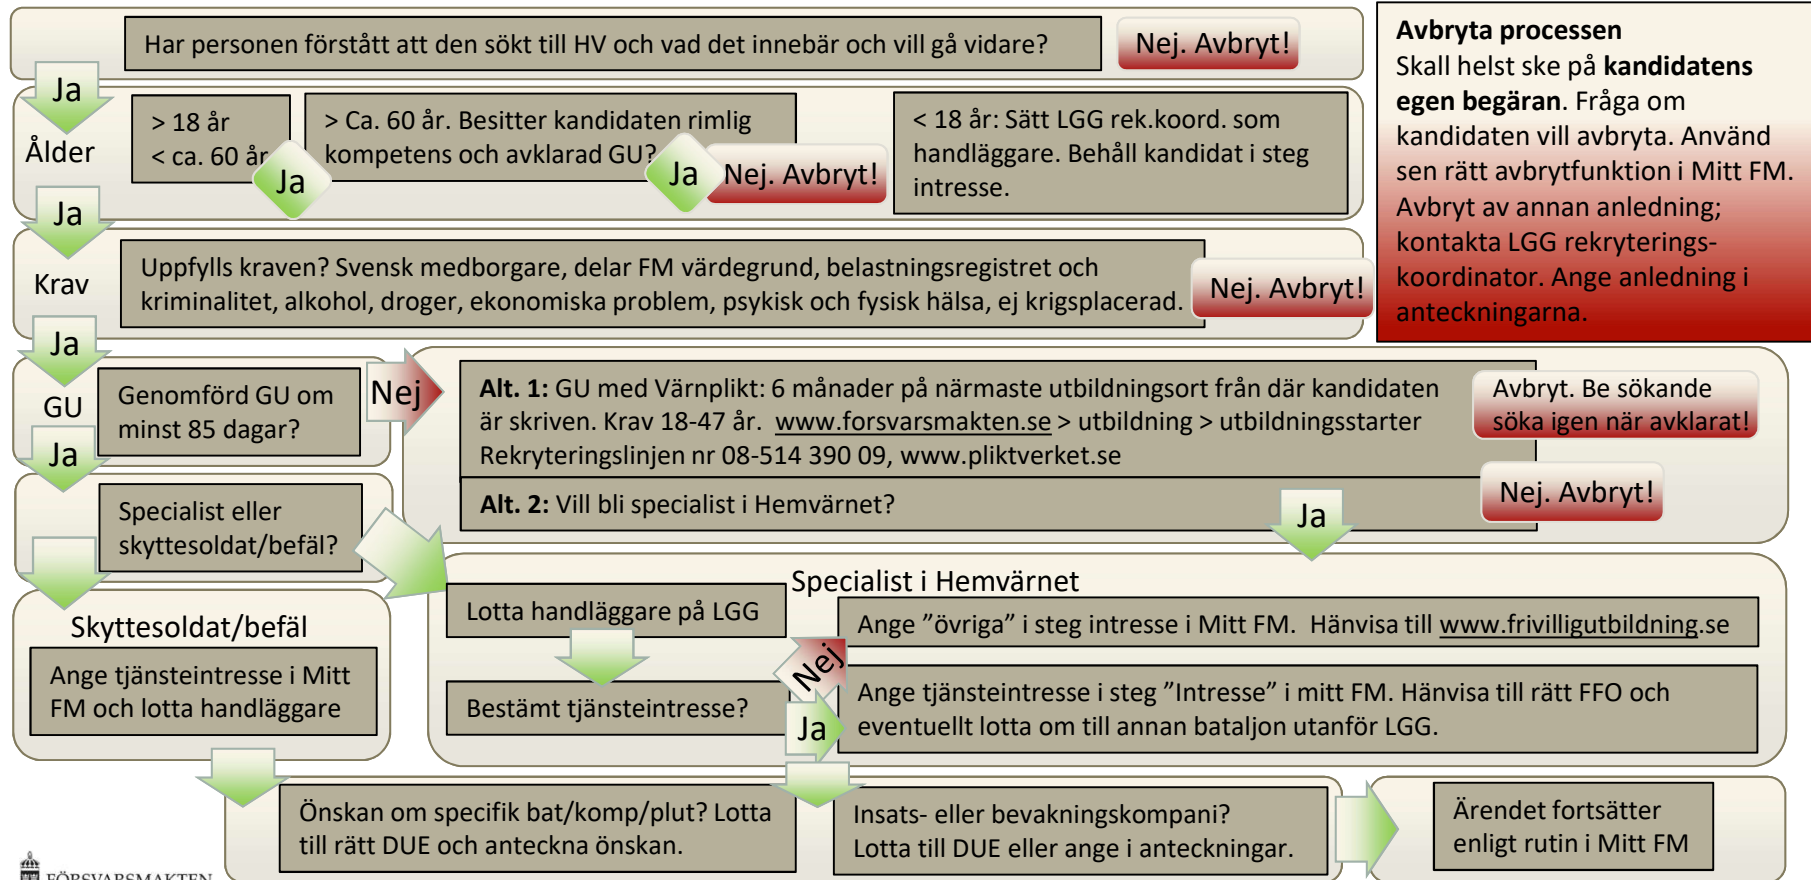 Har personen förstått att den sökt till HV och vad det innebär och vill gå vidare?
Nej. Avbryt!
Avbryta processen
Skall helst ske på kandidatens
egen begäran. Fråga om
kandidaten vill avbryta. Använd
sen rätt avbrytfunktion i Mitt FM.
Avbryt av annan anledning;
kontakta LGG rekryterings-
koordinator. Ange anledning i
anteckningarna.
Ja
Ålder
> 18 år
< ca. 60 år
Ja
> Ca. 60 år. Besitter kandidaten rimlig
kompetens och avklarad GU?
Ja
Nej. Avbryt!
< 18 år: Sätt LGG rek.koord. som
handläggare. Behåll kandidat i steg
intresse.
Ja
Krav
Uppfylls kraven? Svensk medborgare, delar FM värdegrund, belastningsregistret och
kriminalitet, alkohol, droger, ekonomiska problem, psykisk och fysisk hälsa, ej krigsplacerad.
Nej. Avbryt!
Ja
GU
Genomförd GU om
minst 85 dagar?
Nej
Alt. 1: GU med Värnplikt: 6 månader på närmaste utbildningsort från där kandidaten
är skriven. Krav 18-47 år. www.forsvarsmakten.se > utbildning > utbildningsstarter
Rekryteringslinjen nr 08-514 390 09, www.pliktverket.se
Avbryt. Be sökande
söka igen när avklarat!
Alt. 2: Vill bli specialist i Hemvärnet?
Nej. Avbryt!
Ja
Ja
Specialist eller
skyttesoldat/befäl?
Skyttesoldat/befäl
Ange tjänsteintresse i Mitt
FM och lotta handläggare
Specialist i Hemvärnet
Lotta handläggare på LGG
Bestämt tjänsteintresse?
Nej
Ange ”övriga” i steg intresse i Mitt FM. Hänvisa till www.frivilligutbildning.se
Ja
Ange tjänsteintresse i steg ”Intresse” i mitt FM. Hänvisa till rätt FFO och
eventuellt lotta om till annan bataljon utanför LGG.
Önskan om specifik bat/komp/plut? Lotta
till rätt DUE och anteckna önskan.
Insats- eller bevakningskompani?
Lotta till DUE eller ange i anteckningar.
Ärendet fortsätter
enligt rutin i Mitt FM
FÖRSVARSMAKTEN